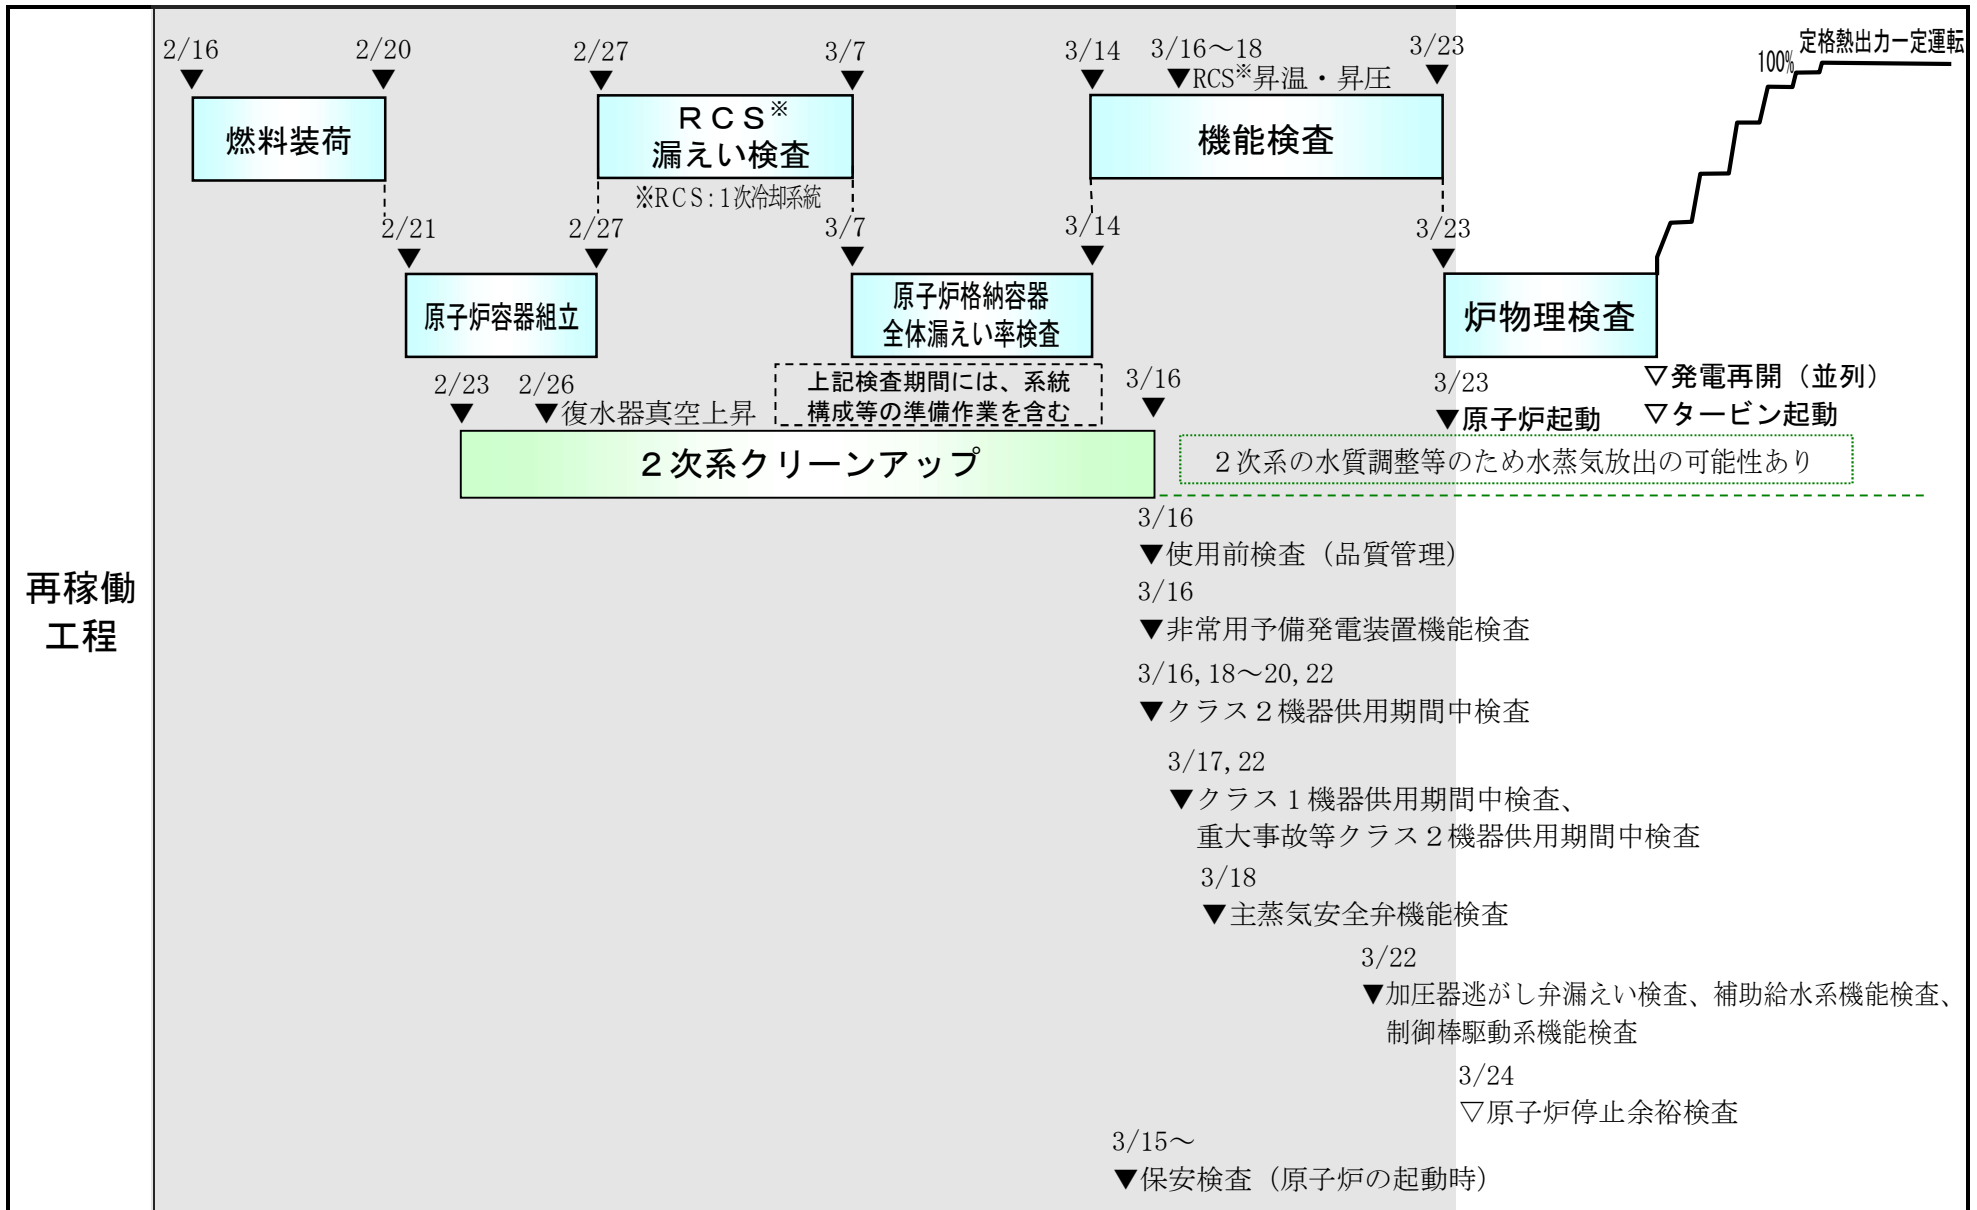 再稼働
工程
2/16
2/20
2/27
3/7
3/14
3/16～18
▼RCS※昇温・昇圧
3/23
100%
定格熱出力一定運転
▼
▼
▼
▼
▼
▼
燃料装荷
ＲＣＳ※
漏えい検査
機能検査
※ＲＣＳ：１次冷却系統
2/21
2/27
3/7
3/14
3/23
▼
▼
▼
▼
▼
原子炉容器組立
原子炉格納容器
全体漏えい率検査
炉物理検査
上記検査期間には、系統
構成等の準備作業を含む
2/23
▼
2/26
▼復水器真空上昇
3/16
▼
3/23
▼原子炉起動
▽発電再開（並列）
▽タービン起動
２次系クリーンアップ
２次系の水質調整等のため水蒸気放出の可能性あり
3/16
▼使用前検査（品質管理）
3/16
▼非常用予備発電装置機能検査
3/16,18～20,22
▼クラス２機器供用期間中検査
3/17,22
▼クラス１機器供用期間中検査、
重大事故等クラス２機器供用期間中検査
3/18
▼主蒸気安全弁機能検査
3/22
▼加圧器逃がし弁漏えい検査、補助給水系機能検査、
制御棒駆動系機能検査
3/24
▽原子炉停止余裕検査
3/15～
▼保安検査（原子炉の起動時）